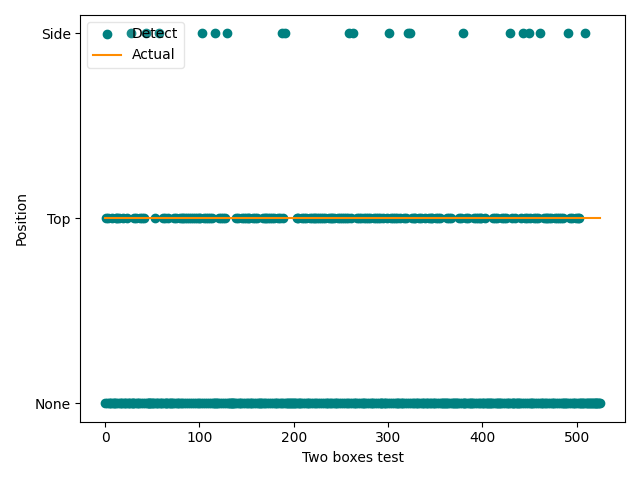 Side
Detect
Actual
Position
Top
None
0
100
200
300
400
500
Two boxes test